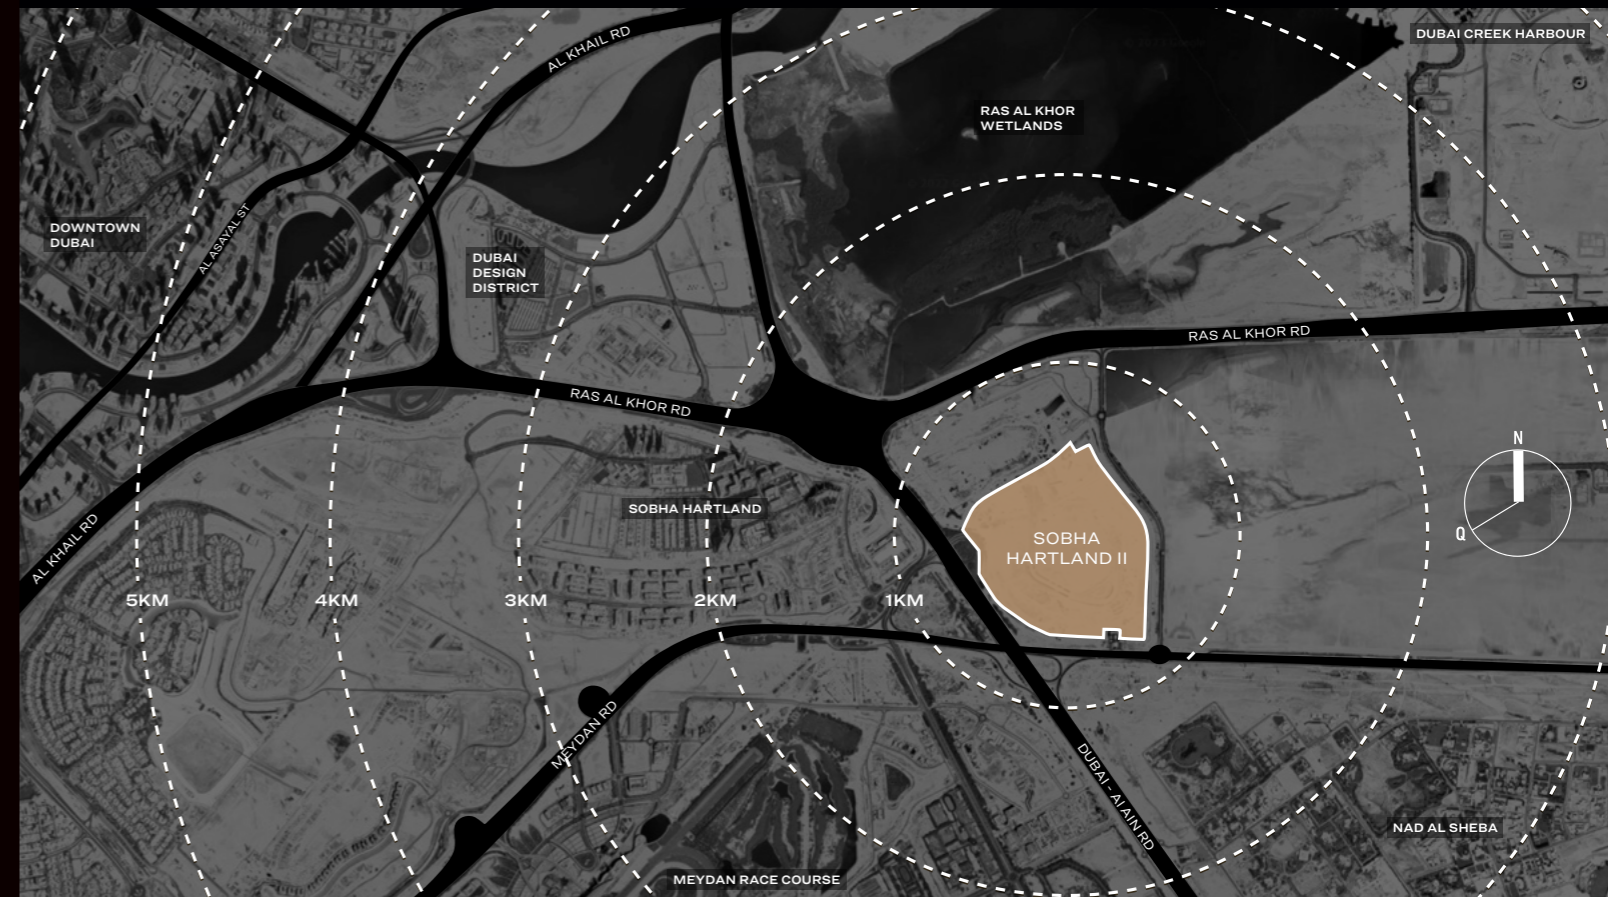 DUBAI CREEK HARBOUR
AL KHAIL RD
RAS AL KHOR
WETLANDS
DOWNTOWN
DUBAI
AL ASAYAL ST
DUBAI
DESIGN
DISTRICT
RAS AL KHOR RD
RAS AL KHOR RD
N
Q
SOBHA HARTLAND
SOBHA
HARTLAND II
AL KHAIL RD
5KM
4KM
3KM
2KM
1KM
MEYDAN RD
DUBAI - AI AIN RD
NAD AL SHEBA
MEYDAN RACE COURSE